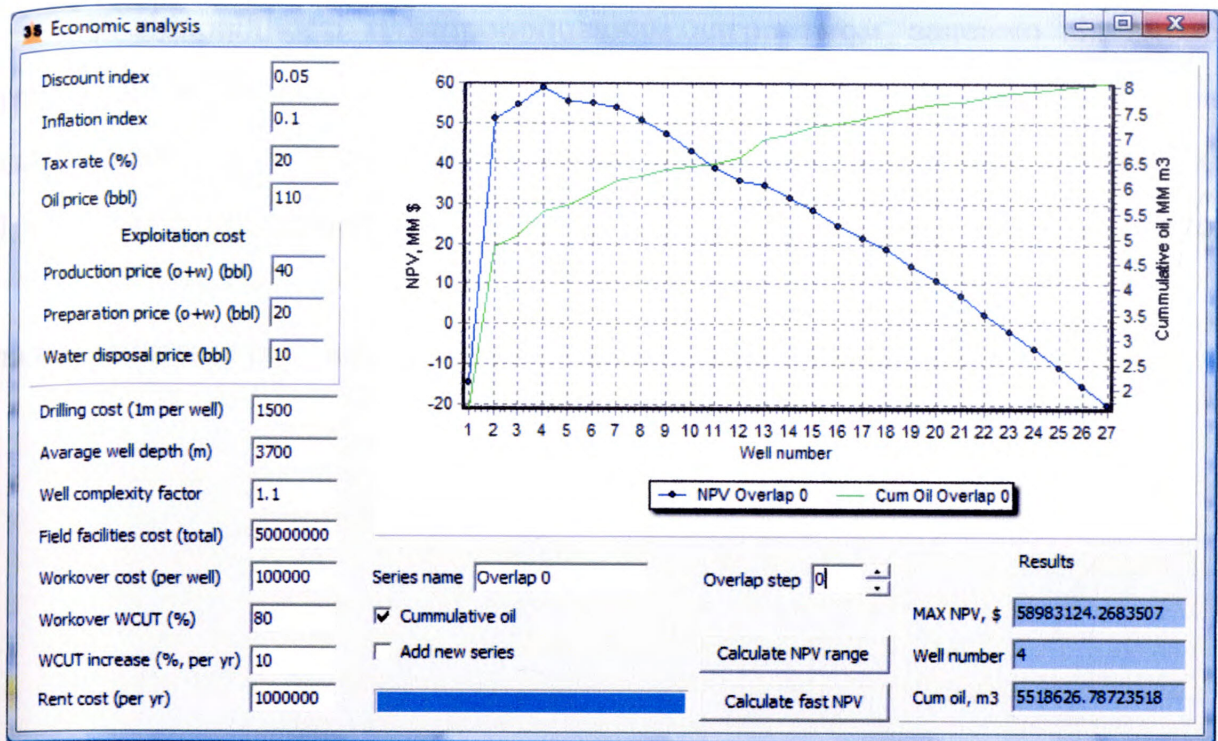 Economic analysis
Discount index 0.05
Inflation index 0.1
Tax rate (%) 20
Oil price (bbl) 110
Exploitation cost
Production price (o+w) (bbl) 40
Preparation price (o+w) (bbl) 20
Water disposal price (bbl) 10
Drilling cost (1m per well) 1500
Avarage well depth (m) 3700
Well complexity factor 1.1
Field facilities cost (total) 50000000
Workover cost (per well) 100000
Workover WCUT (%) 80
WCUT increase (%, per yr) 10
Rent cost (per yr) 1000000
NPV, MM $
60
50
40
30
20
10
0
-10
-20
1 2 3 4 5 6 7 8 9 10 11 12 13 14 15 16 17 18 19 20 21 22 23 24 25 26 27
Well number
8
7.5
7
6.5
6
5.5
5
4.5
4
3.5
3
2.5
2
Cummulative oil, MM m3
NPV Overlap 0 Cum Oil Overlap 0
Series name Overlap 0
Overlap step 0
Cummulative oil
Add new series
Calculate NPV range
Calculate fast NPV
Results
MAX NPV, $ 58983124.2683507
Well number 4
Cum oil, m3 5518626.78723518